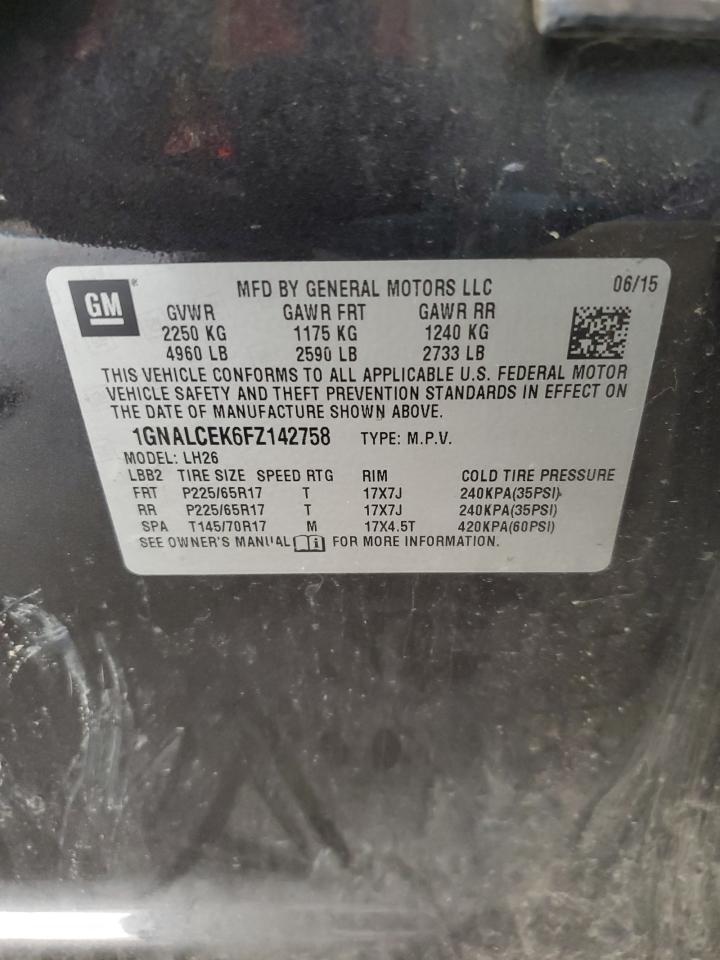 GM ®
MFD BY GENERAL MOTORS LLC 06/15
GVWR GAWR FRT GAWR RR
2250 KG 1175 KG 1240 KG
4960 LB 2590 LB 2733 LB
THIS VEHICLE CONFORMS TO ALL APPLICABLE U.S. FEDERAL MOTOR
VEHICLE SAFETY AND THEFT PREVENTION STANDARDS IN EFFECT ON
THE DATE OF MANUFACTURE SHOWN ABOVE.
1GNALCEK6FZ142758 TYPE: M.P.V.
MODEL: LH26
LBB2 TIRE SIZE SPEED RTG RIM COLD TIRE PRESSURE
FRT P225/65R17 T 17X7J 240KPA(35PSI)
RR P225/65R17 T 17X7J 240KPA(35PSI)
SPA T145/70R17 M 17X4.5T 420KPA(60PSI)
SEE OWNER'S MANUAL FOR MORE INFORMATION.